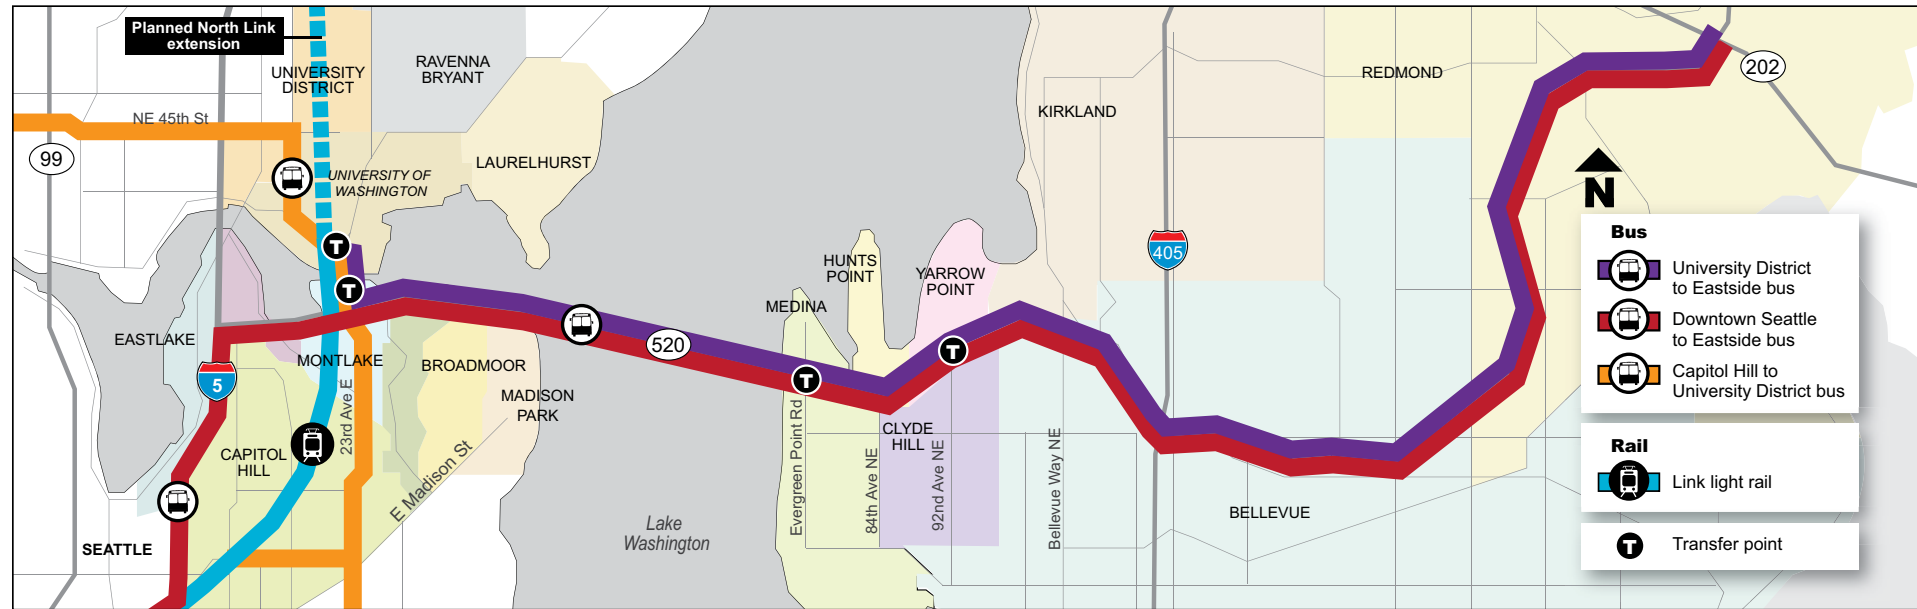 Planned North Link
extension
UNIVERSITY
DISTRICT
RAVENNA
BRYANT
NE 45th St
99
UNIVERSITY OF
WASHINGTON
LAURELHURST
KIRKLAND
REDMOND
202
N
405
HUNTS
POINT
YARROW
POINT
MEDINA
T
T
T
T
EASTLAKE
MONTLAKE
BROADMOOR
MADISON
PARK
520
5
CAPITOL
HILL
23rd Ave E
E Madison St
SEATTLE
Lake
Washington
Evergreen Point Rd
84th Ave NE
CLYDE
HILL
92nd Ave NE
Bellevue Way NE
BELLEVUE
Bus
University District
to Eastside bus
Downtown Seattle
to Eastside bus
Capitol Hill to
University District bus
Rail
Link light rail
T
Transfer point